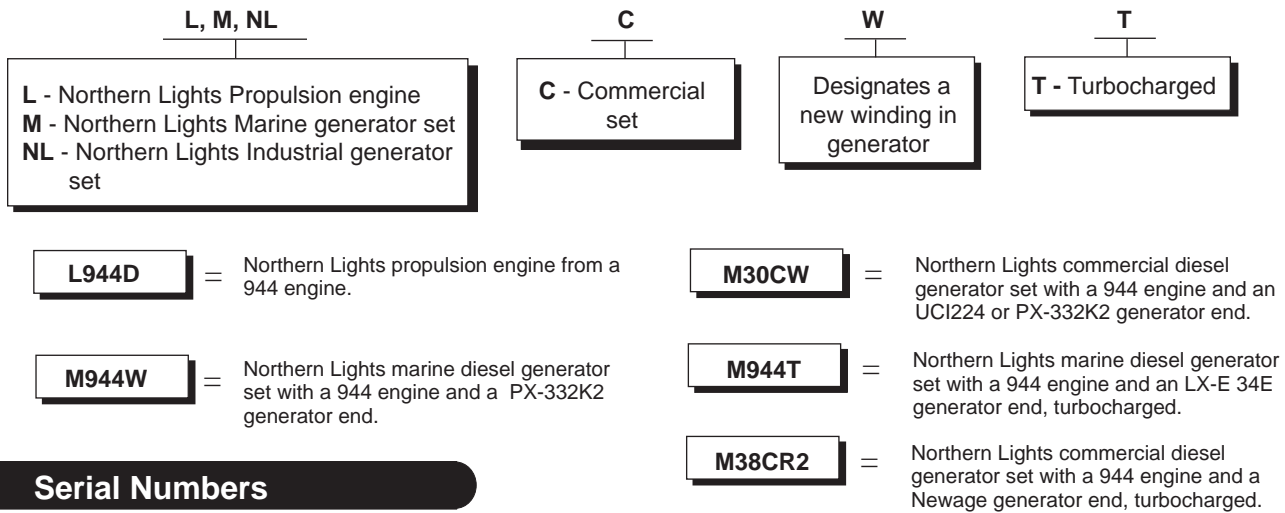 L, M, NL
L - Northern Lights Propulsion engine
M - Northern Lights Marine generator set
NL - Northern Lights Industrial generator
set
C
C - Commercial
set
W
Designates a
new winding in
generator
T
T - Turbocharged
L944D = Northern Lights propulsion engine from a
944 engine.
M944W = Northern Lights marine diesel generator
set with a 944 engine and a PX-332K2
generator end.
M30CW = Northern Lights commercial diesel
generator set with a 944 engine and an
UCI224 or PX-332K2 generator end.
M944T = Northern Lights marine diesel generator
set with a 944 engine and an LX-E 34E
generator end, turbocharged.
M38CR2 = Northern Lights commercial diesel
generator set with a 944 engine and a
Newage generator end, turbocharged.
Serial Numbers